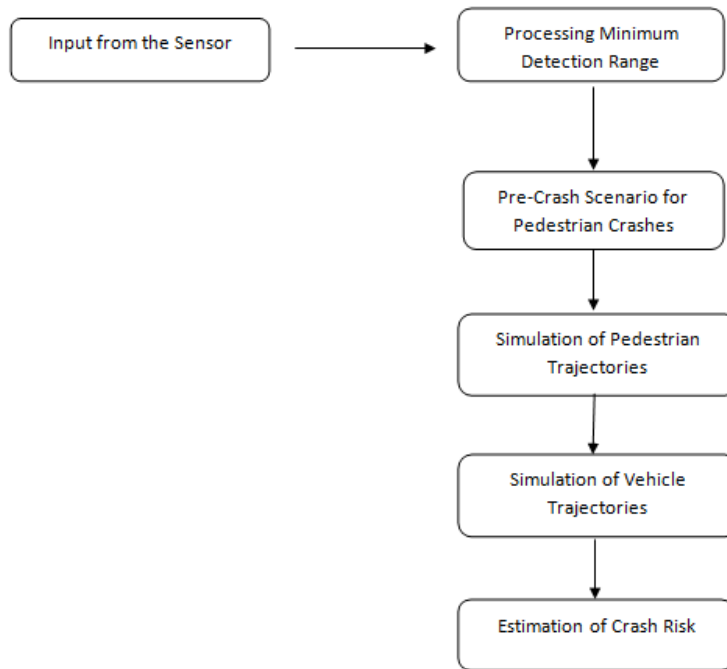 Input from the Sensor
Processing Minimum
Detection Range
Pre-Crash Scenario for
Pedestrian Crashes
Simulation of Pedestrian
Trajectories
Simulation of Vehicle
Trajectories
Estimation of Crash Risk